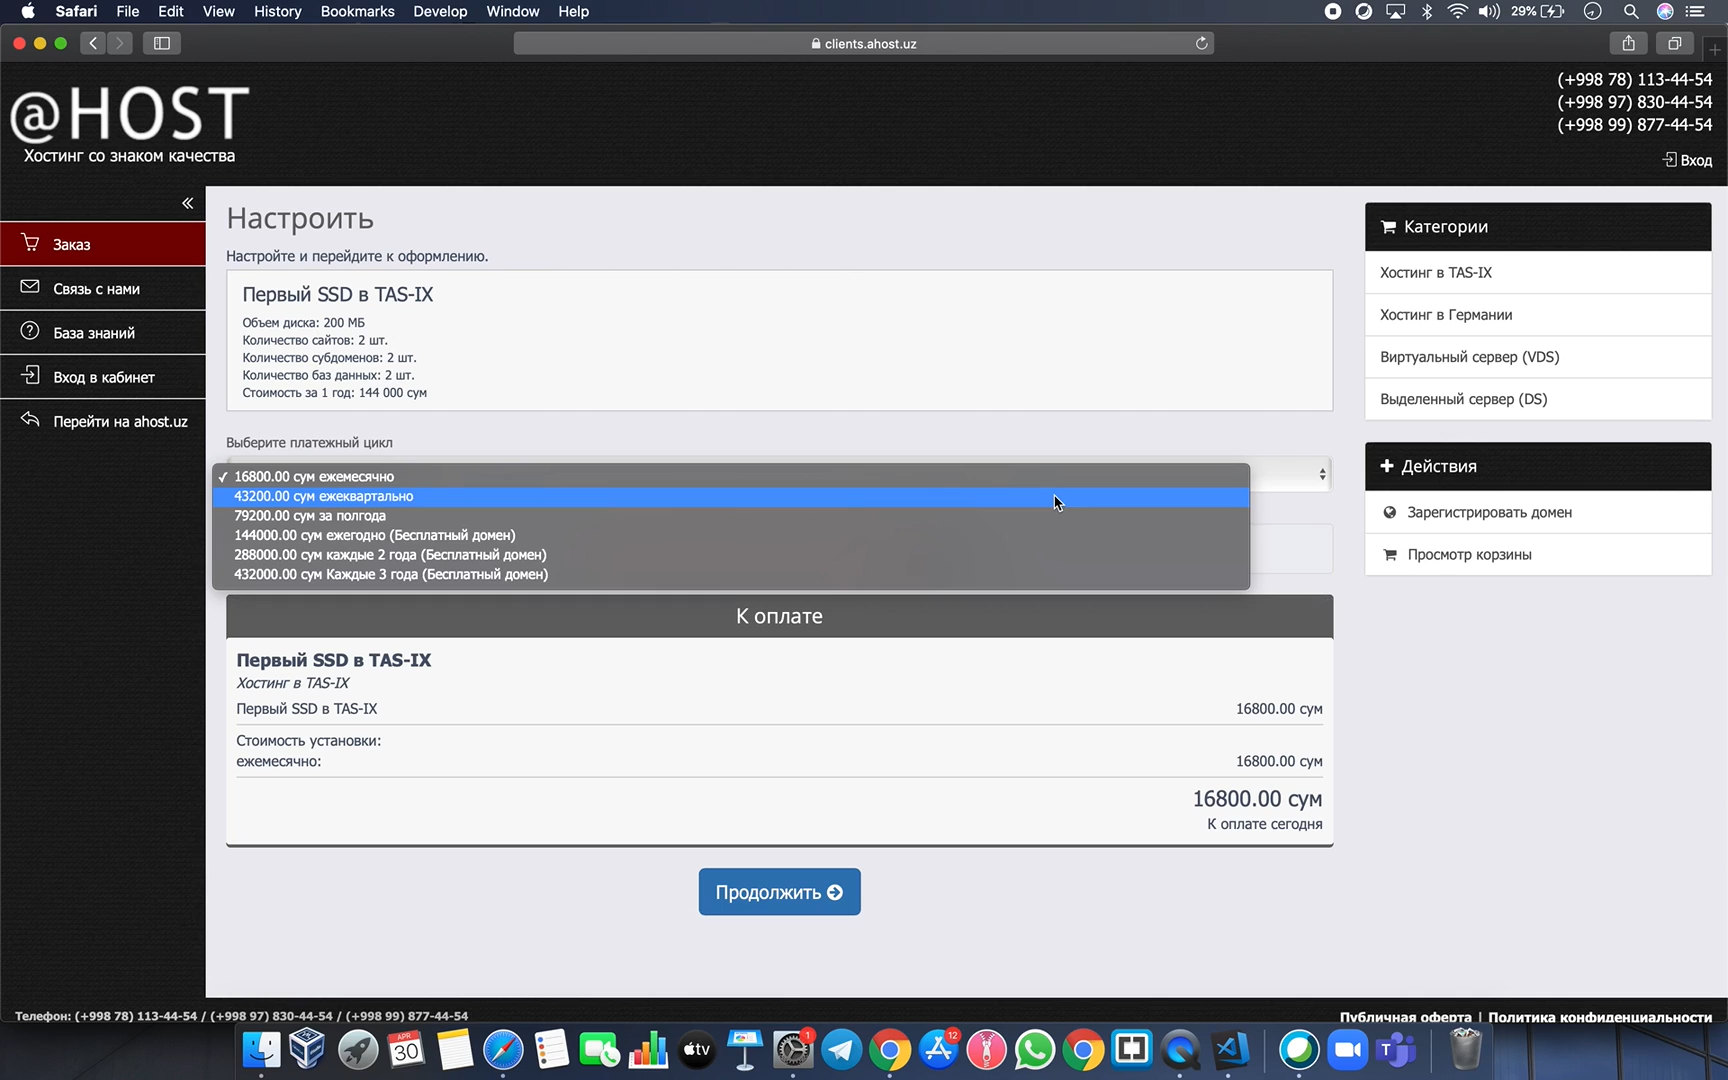 Safari File Edit View History Bookmarks Develop Window Help
29%
clients.ahost.uz
@HOST
Хостинг со знаком качества
(+998 78) 113-44-54
(+998 97) 830-44-54
(+998 99) 877-44-54
Вход
Заказ
Связь с нами
База знаний
Вход в кабинет
Перейти на ahost.uz
Настроить
Настройте и перейдите к оформлению.
Первый SSD в TAS-IX
Объем диска: 200 МБ
Количество сайтов: 2 шт.
Количество субдоменов: 2 шт.
Количество баз данных: 2 шт.
Стоимость за 1 год: 144 000 сум
Выберите платежный цикл
✓ 16800.00 сум ежемесячно
43200.00 сум ежеквартально
79200.00 сум за полгода
144000.00 сум ежегодно (Бесплатный домен)
288000.00 сум каждые 2 года (Бесплатный домен)
432000.00 сум Каждые 3 года (Бесплатный домен)
К оплате
Первый SSD в TAS-IX
Хостинг в TAS-IX
Первый SSD в TAS-IX 16800.00 сум
Стоимость установки:
ежемесячно: 16800.00 сум
16800.00 сум
К оплате сегодня
Продолжить
Категории
Хостинг в TAS-IX
Хостинг в Германии
Виртуальный сервер (VDS)
Выделенный сервер (DS)
Действия
Зарегистрировать домен
Просмотр корзины
Телефон: (+998 78) 113-44-54 / (+998 97) 830-44-54 / (+998 99) 877-44-54
Публичная оферта | Политика конфиденциальности
APR
30
tv
1
12